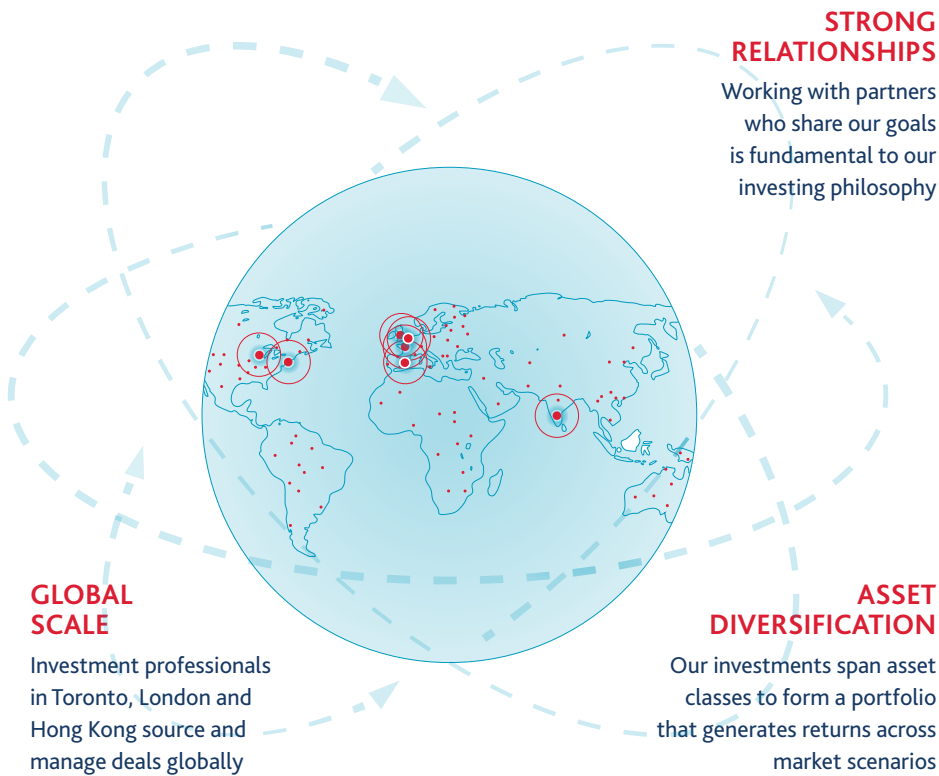 STRONG
RELATIONSHIPS
Working with partners
who share our goals
is fundamental to our
investing philosophy
GLOBAL
SCALE
Investment professionals
in Toronto, London and
Hong Kong source and
manage deals globally
ASSET
DIVERSIFICATION
Our investments span asset
classes to form a portfolio
that generates returns across
market scenarios